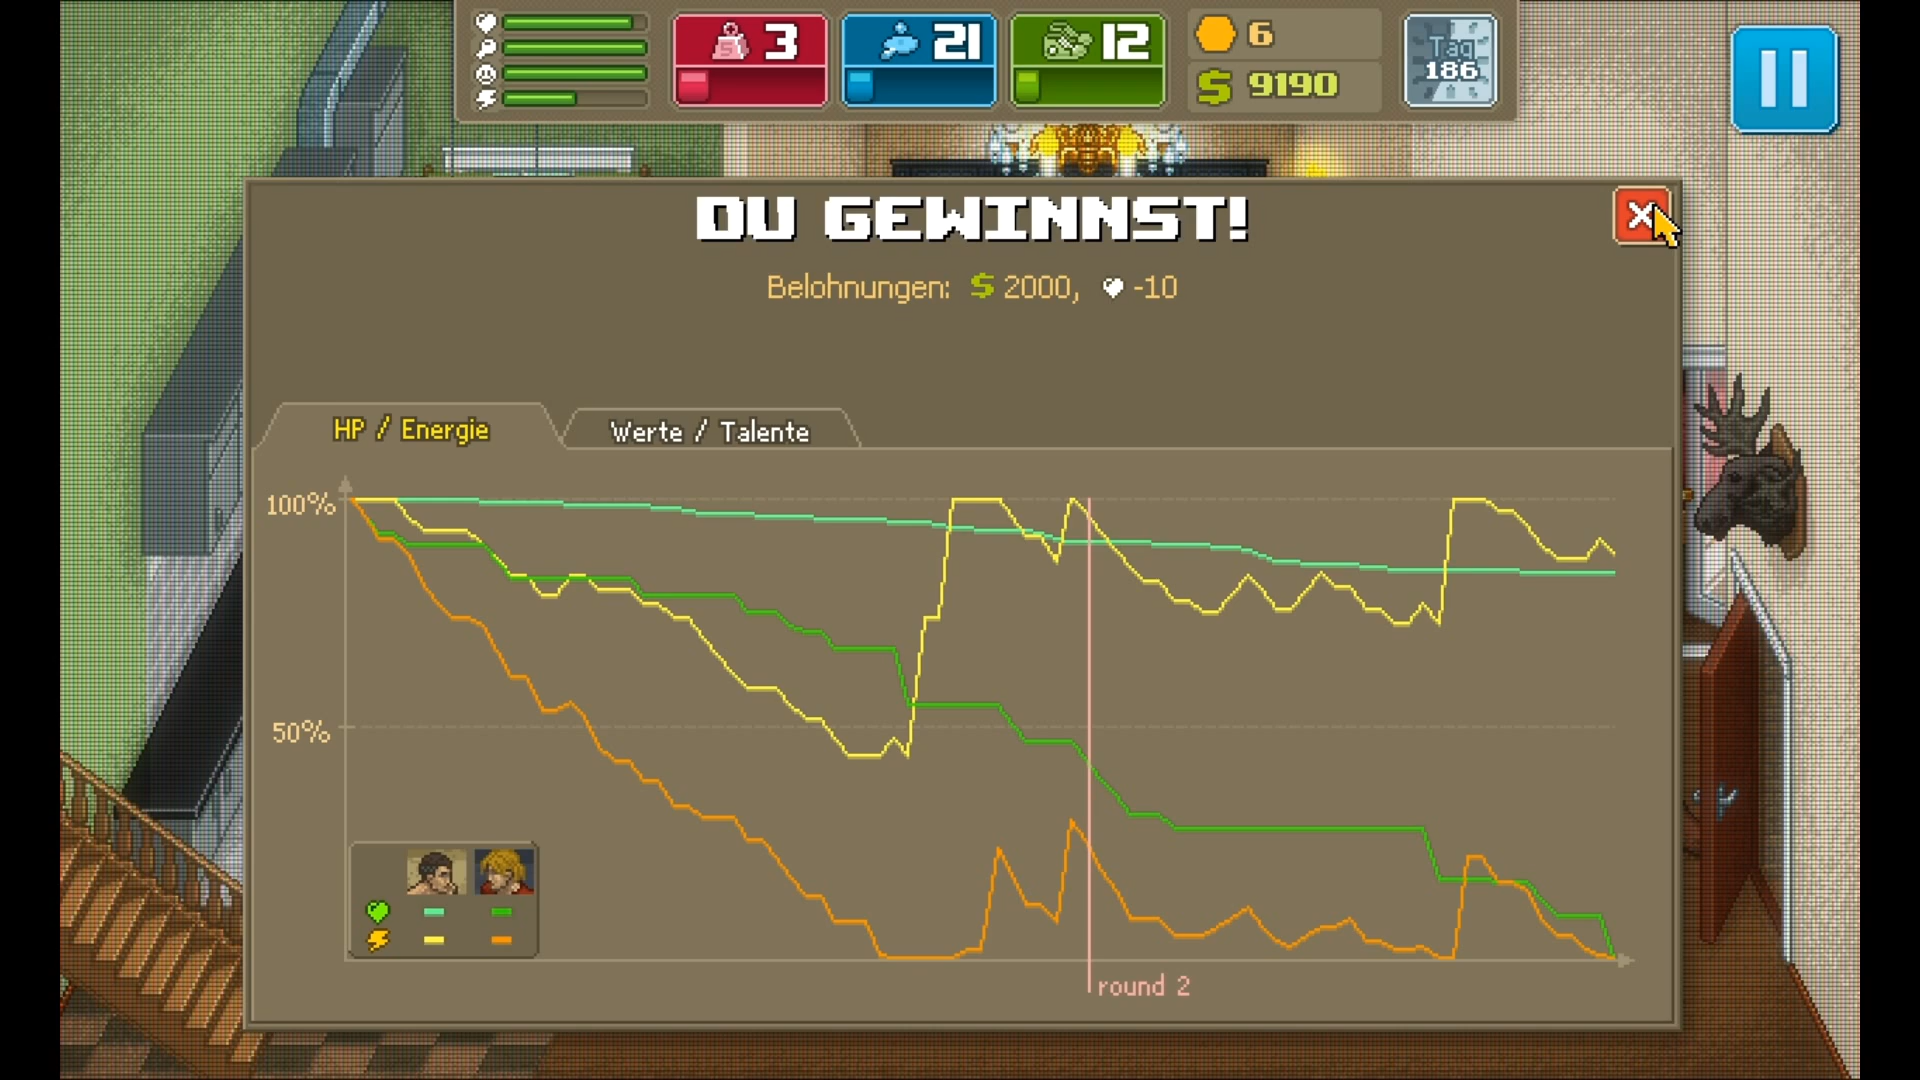 3
21
12
6
$ 9190
Tag
186
DU GEWINNST!
Belohnungen: $ 2000, -10
HP / Energie
Werte / Talente
100%
50%
round 2